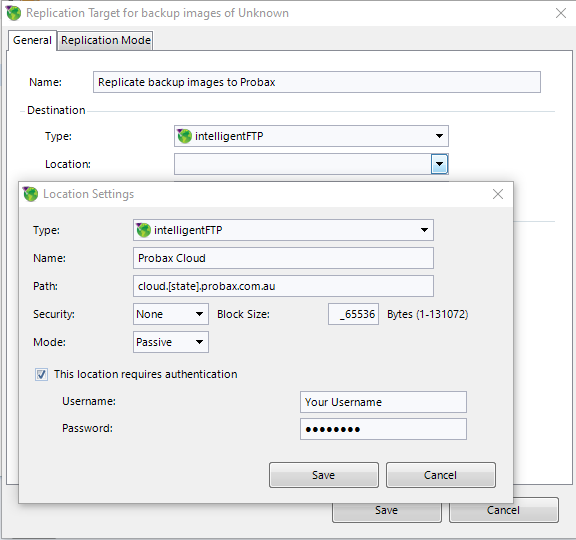 Replication Target for backup images of Unknown
General Replication Mode
Name: Replicate backup images to Probax
Destination
Type: intelligentFTP
Location:
Location Settings
Type: intelligentFTP
Name: Probax Cloud
Path: cloud.[state].probax.com.au
Security: None Block Size: _65536 Bytes (1-131072)
Mode: Passive
This location requires authentication
Username: Your Username
Password: ●●●●●●●●
Save Cancel
Save Cancel